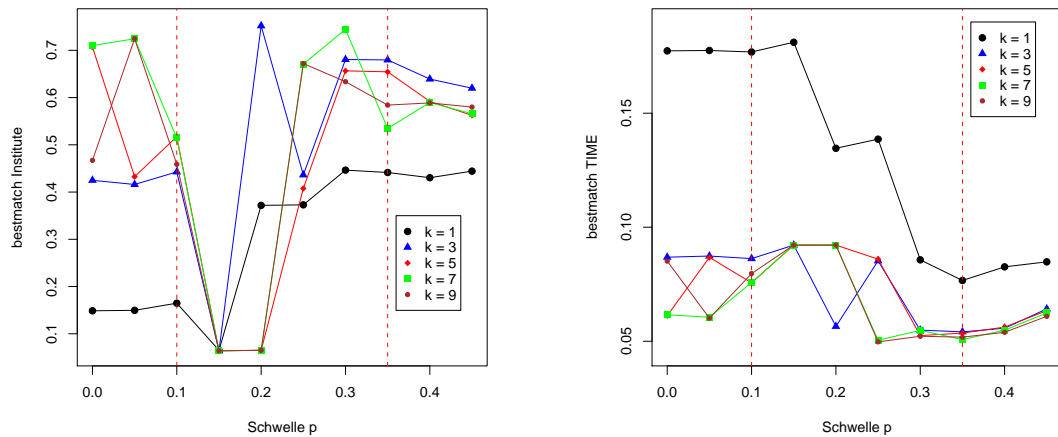 bestmatch Institute
0.7
0.6
0.5
0.4
0.3
0.2
0.1
0.0
0.1
0.2
0.3
0.4
Schwelle p
k = 1
k = 3
k = 5
k = 7
k = 9
bestmatch TIME
0.15
0.10
0.05
0.0
0.1
0.2
0.3
0.4
Schwelle p
k = 1
k = 3
k = 5
k = 7
k = 9